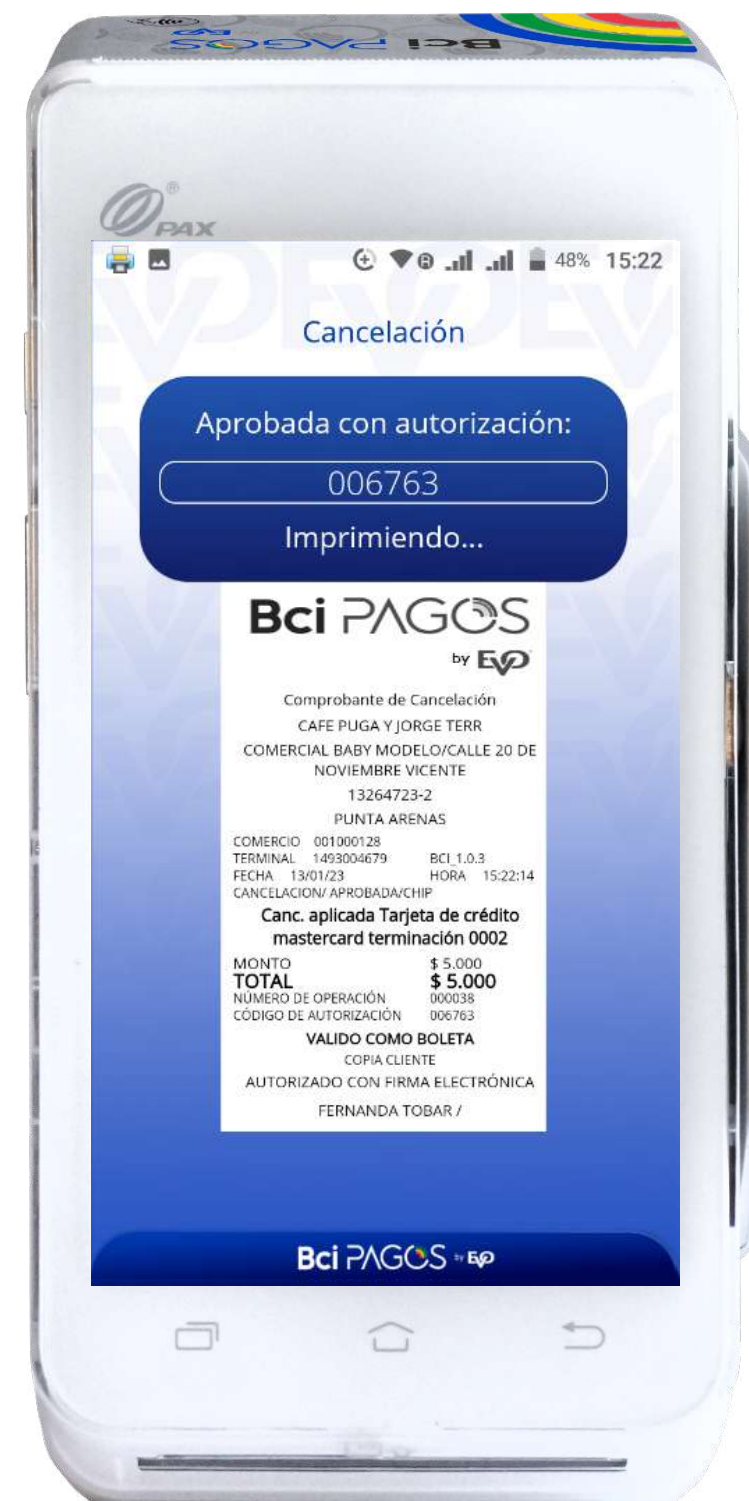 Bci PAGOS
EVO
PAX
48% 15:22
Cancelación
Aprobada con autorización:
006763
Imprimiendo...
Bci PAGOS
by EVO
Comprobante de Cancelación
CAFE PUGA Y JORGE TERR
COMERCIAL BABY MODELO/CALLE 20 DE
NOVIEMBRE VICENTE
13264723-2
PUNTA ARENAS
COMERCIO 001000128
TERMINAL 1493004679 BCI_1.0.3
FECHA 13/01/23 HORA 15:22:14
CANCELACION/ APROBADA/CHIP
Canc. aplicada Tarjeta de crédito
mastercard terminación 0002
MONTO $ 5.000
TOTAL $ 5.000
NÚMERO DE OPERACIÓN 000038
CÓDIGO DE AUTORIZACIÓN 006763
VALIDO COMO BOLETA
COPIA CLIENTE
AUTORIZADO CON FIRMA ELECTRÓNICA
FERNANDA TOBAR /
Bci PAGOS by EVO